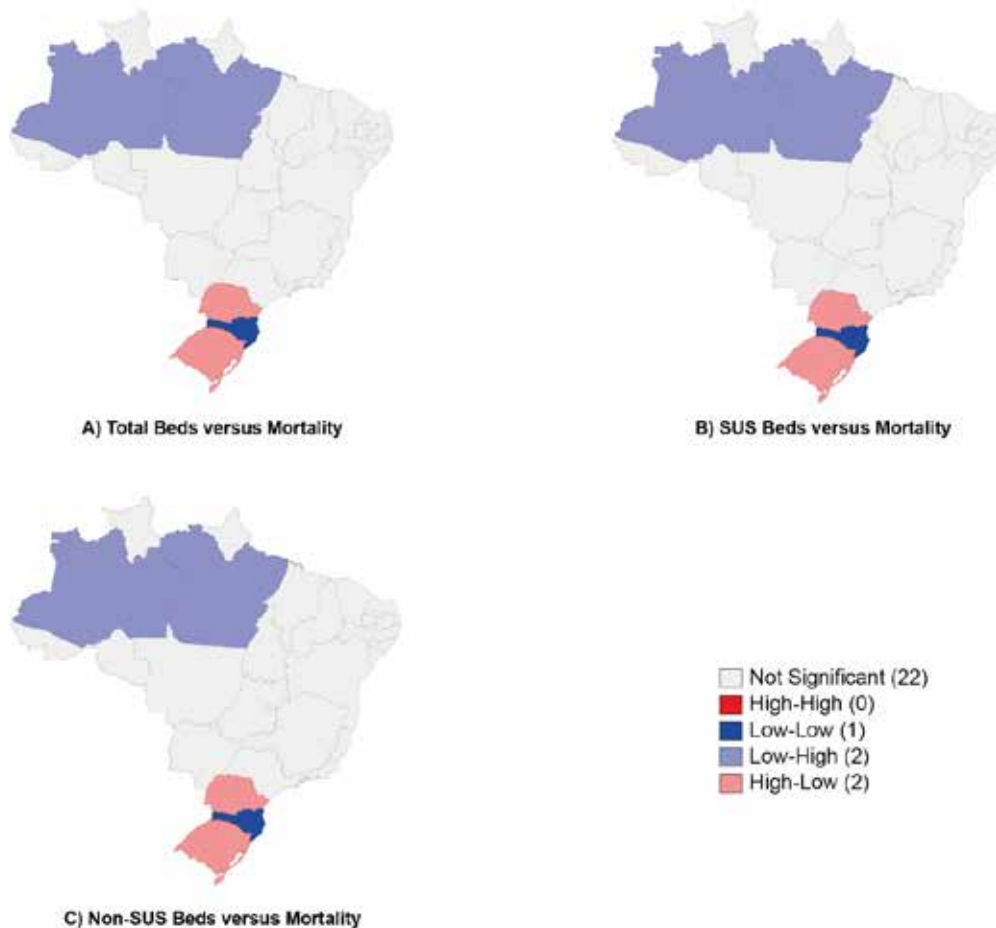 A) Total Beds versus Mortality
B) SUS Beds versus Mortality
Not Significant (22)
High-High (0)
Low-Low (1)
Low-High (2)
High-Low (2)
C) Non-SUS Beds versus Mortality